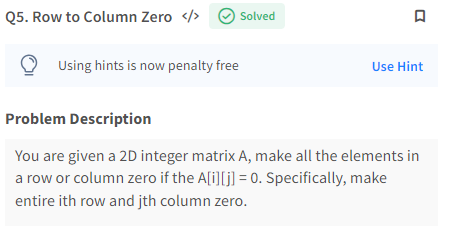 Q5. Row to Column Zero </> Solved
Using hints is now penalty free Use Hint
Problem Description
You are given a 2D integer matrix A, make all the elements in
a row or column zero if the A[i][j] = 0. Specifically, make
entire ith row and jth column zero.